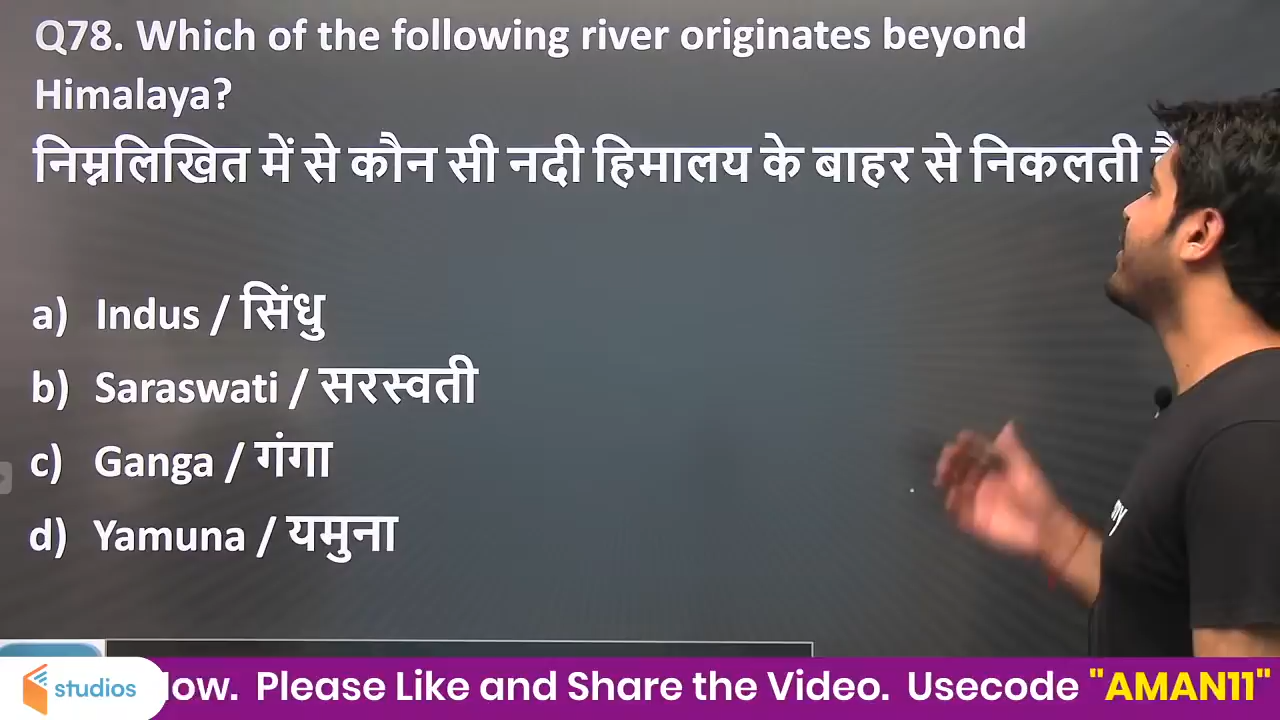 Q78. Which of the following river originates beyond
Himalaya?
निम्नलिखित में से कौन सी नदी हिमालय के बाहर से निकलती
a) Indus / सिंधु
b) Saraswati / सरस्वती
c) Ganga / गंगा
d) Yamuna / यमुना
studios
Please Like and Share the Video. Usecode "AMAN11"